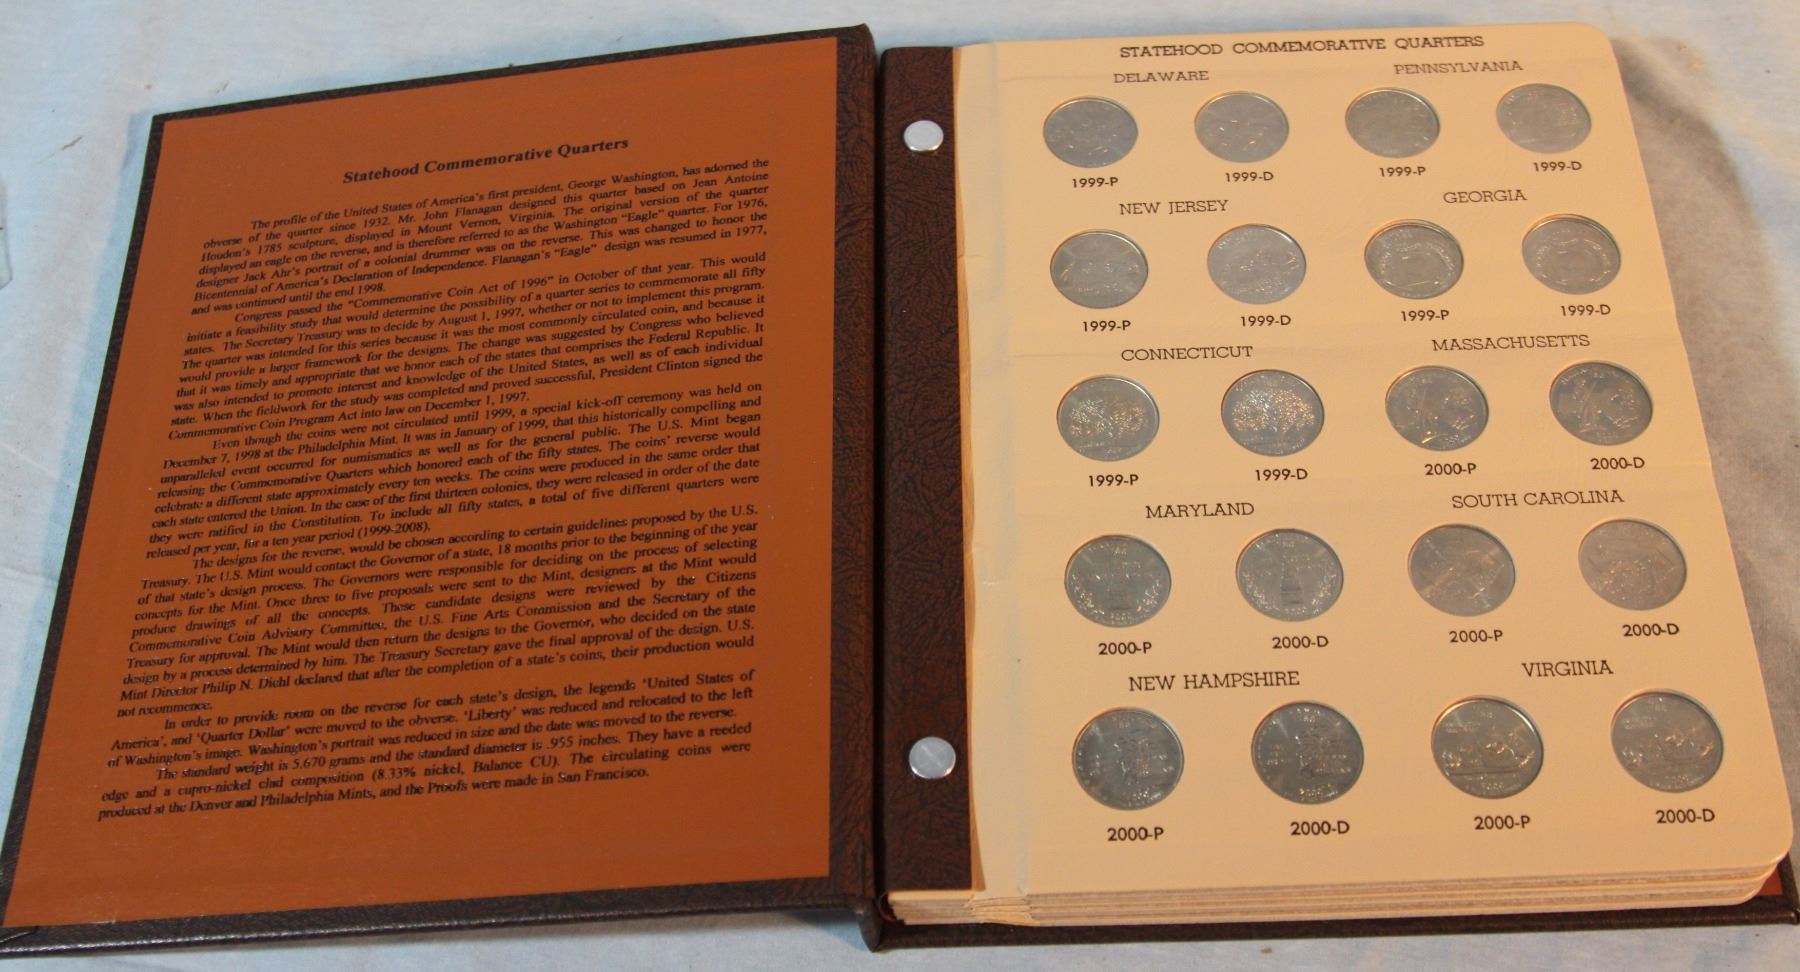 Statehood Commemorative Quarters
The profile of the United States of America's first president, George Washington, has adorned the
obverse of the quarter since 1932. Mr. John Flanagan designed this quarter based on Jean Antoine
Houdon's 1785 sculpture, displayed in Mount Vernon, Virginia. The original version of the quarter
displayed an eagle on the reverse, and is therefore referred to as the Washington "Eagle" quarter. For 1976,
designer Jack Ahr's portrait of a colonial drummer was on the reverse. This was changed to honor the
Bicentennial of America's Declaration of Independence. Flanagan's "Eagle" design was resumed in 1977,
and was continued until the end 1998.
Congress passed the "Commemorative Coin Act of 1996" in October of that year. This would
initiate a feasibility study that would determine the possibility of a quarter series to commemorate all fifty
states. The Secretary Treasury was to decide by August 1, 1997, whether or not to implement this program.
The quarter was intended for this series because it was the most commonly circulated coin, and because it
would provide a larger framework for the designs. The change was suggested by Congress who believed
that it was timely and appropriate that we honor each of the states that comprises the Federal Republic. It
was also intended to promote interest and knowledge of the United States, as well as of each individual
state. When the fieldwork for the study was completed and proved successful, President Clinton signed the
Commemorative Coin Program Act into law on December 1, 1997.
Even though the coins were not circulated until 1999, a special kick-off ceremony was held on
December 7, 1998 at the Philadelphia Mint. It was in January of 1999, that this historically compelling and
unparalleled event occurred for numismatics as well as for the general public. The U.S. Mint began
releasing the Commemorative Quarters which honored each of the fifty states. The coins' reverse would
celebrate a different state approximately every ten weeks. The coins were produced in the same order that
each state entered the Union. In the case of the first thirteen colonies, they were released in order of the date
they were ratified in the Constitution. To include all fifty states, a total of five different quarters were
released per year, for a ten year period (1999-2008).
The designs for the reverse, would be chosen according to certain guidelines proposed by the U.S.
Treasury. The U.S. Mint would contact the Governor of a state, 18 months prior to the beginning of the year
of that state's design process. The Governors were responsible for deciding on the process of selecting
concepts for the Mint. Once three to five proposals were sent to the Mint, designers at the Mint would
produce drawings of all the concepts. These candidate designs were reviewed by the Citizens
Commemorative Coin Advisory Committee, the U.S. Fine Arts Commission and the Secretary of the
Treasury for approval. The Mint would then return the designs to the Governor, who decided on the state
design by a process determined by him. The Treasury Secretary gave the final approval of the design. U.S.
Mint Director Philip N. Diehl declared that after the completion of a state's coins, their production would
not recommence.
In order to provide room on the reverse for each state's design, the legends 'United States of
America', and 'Quarter Dollar' were moved to the obverse. 'Liberty' was reduced and relocated to the left
of Washington's image. Washington's portrait was reduced in size and the date was moved to the reverse.
The standard weight is 5.670 grams and the standard diameter is .955 inches. They have a reeded
edge and a cupro-nickel clad composition (8.33% nickel, Balance CU). The circulating coins were
produced at the Denver and Philadelphia Mints, and the Proofs were made in San Francisco.
STATEHOOD COMMEMORATIVE QUARTERS
DELAWARE PENNSYLVANIA
1999-P 1999-D 1999-P 1999-D
NEW JERSEY GEORGIA
1999-P 1999-D 1999-P 1999-D
CONNECTICUT MASSACHUSETTS
1999-P 1999-D 2000-P 2000-D
MARYLAND SOUTH CAROLINA
2000-P 2000-D 2000-P 2000-D
NEW HAMPSHIRE VIRGINIA
2000-P 2000-D 2000-P 2000-D